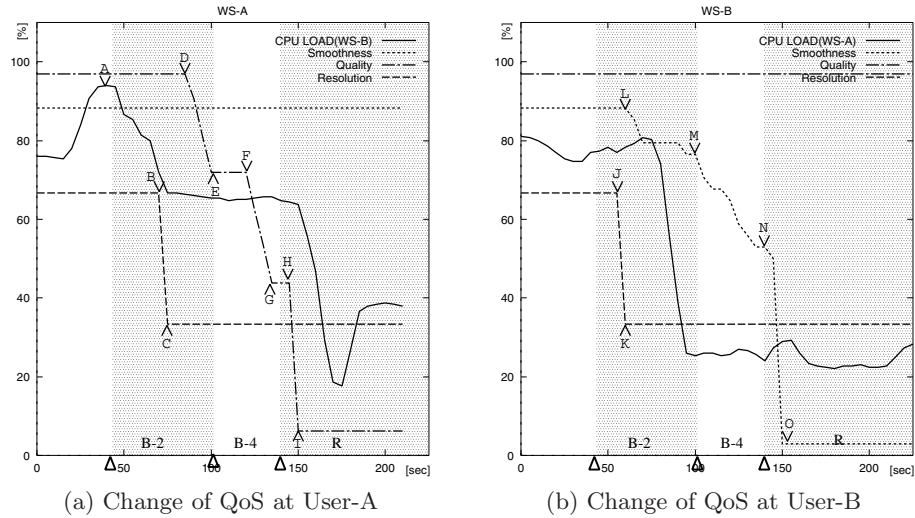 WS-A
[%]
100
80
60
40
20
0
0
50
100
150
200
[sec]
CPU LOAD(WS-B)
Smoothness
Quality
Resolution
A
B
C
D
E
F
G
H
I
B-2
B-4
R
(a) Change of QoS at User-A
WS-B
[%]
100
80
60
40
20
0
0
50
100
150
200
[sec]
CPU LOAD(WS-A)
Smoothness
Quality
Resolution
L
J
K
M
N
O
B-2
B-4
R
(b) Change of QoS at User-B